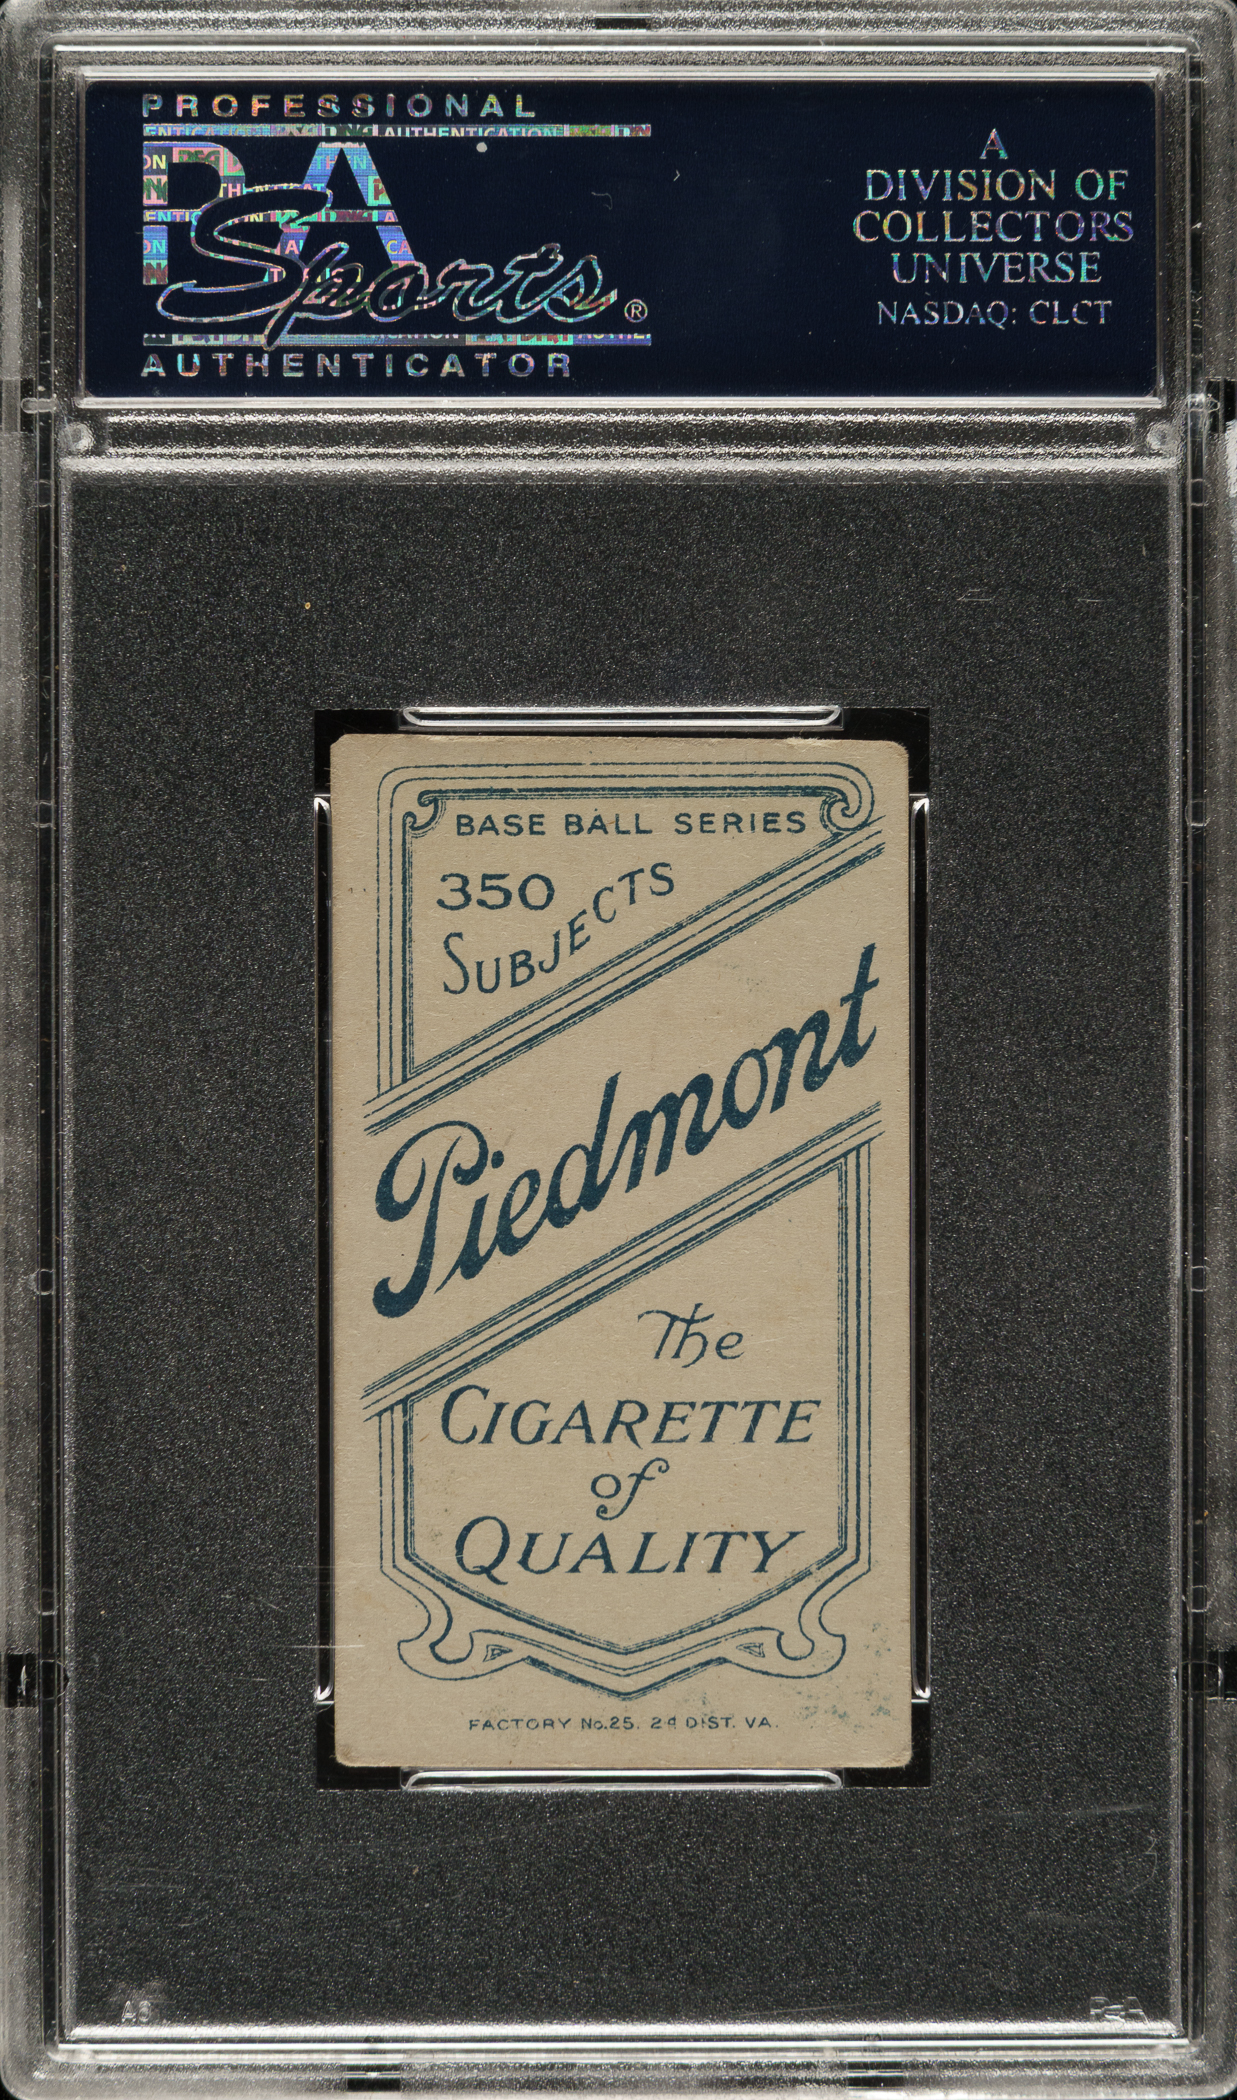 PROFESSIONAL
PSA
Sports®
AUTHENTICATOR
A
DIVISION OF
COLLECTORS
UNIVERSE
NASDAQ: CLCT
BASE BALL SERIES
350
SUBJECTS
Piedmont
The
CIGARETTE
of
QUALITY
FACTORY No.25. 2d DIST. VA.
PSA